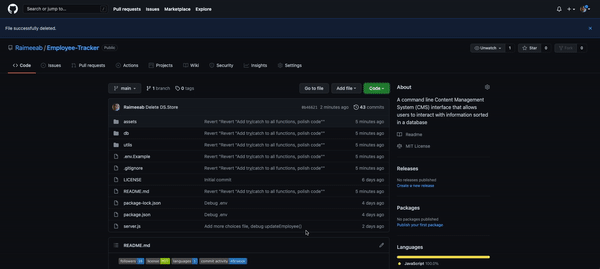 Search or jump to...
Pull requests Issues Marketplace Explore
File successfully deleted.
Raimeeab / Employee-Tracker Public
Unwatch 1 Star 0 Fork 0
Code Issues Pull requests Actions Projects Wiki Security Insights Settings
main 1 branch 0 tags Go to file Add file Code
About
A command line Content Management
System (CMS) interface that allows
users to interact with information sorted
in a database
Readme
MIT License
Raimeeab Delete DS.Store 2 minutes ago 43 commits
assets Revert "Revert "Add try/catch to all functions, polish code"" 5 minutes ago
db Revert "Revert "Add try/catch to all functions, polish code"" 5 minutes ago
utils Revert "Revert "Add try/catch to all functions, polish code"" 5 minutes ago
.env.Example Revert "Revert "Add try/catch to all functions, polish code"" 5 minutes ago
.gitignore Revert "Revert "Add try/catch to all functions, polish code"" 5 minutes ago
LICENSE Initial commit 6 days ago
README.md Revert "Revert "Add try/catch to all functions, polish code"" 5 minutes ago
package-lock.json Debug .env 4 days ago
package.json Debug .env 4 days ago
server.js Add more choices file, debug updateEmployee() 2 days ago
Releases
No releases published
Create a new release
Packages
No packages published
Publish your first package
Languages
JavaScript 100.0%
README.md
followers license MIT languages commit activity